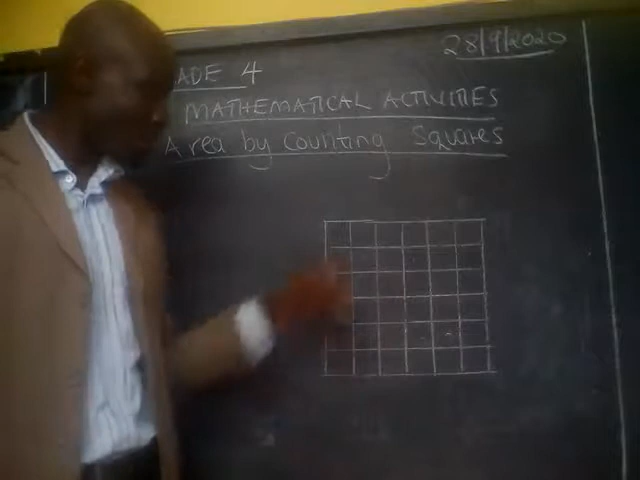 28/9/2020
ADE 4
MATHEMATICAL ACTIVITIES
Area by Counting Squares